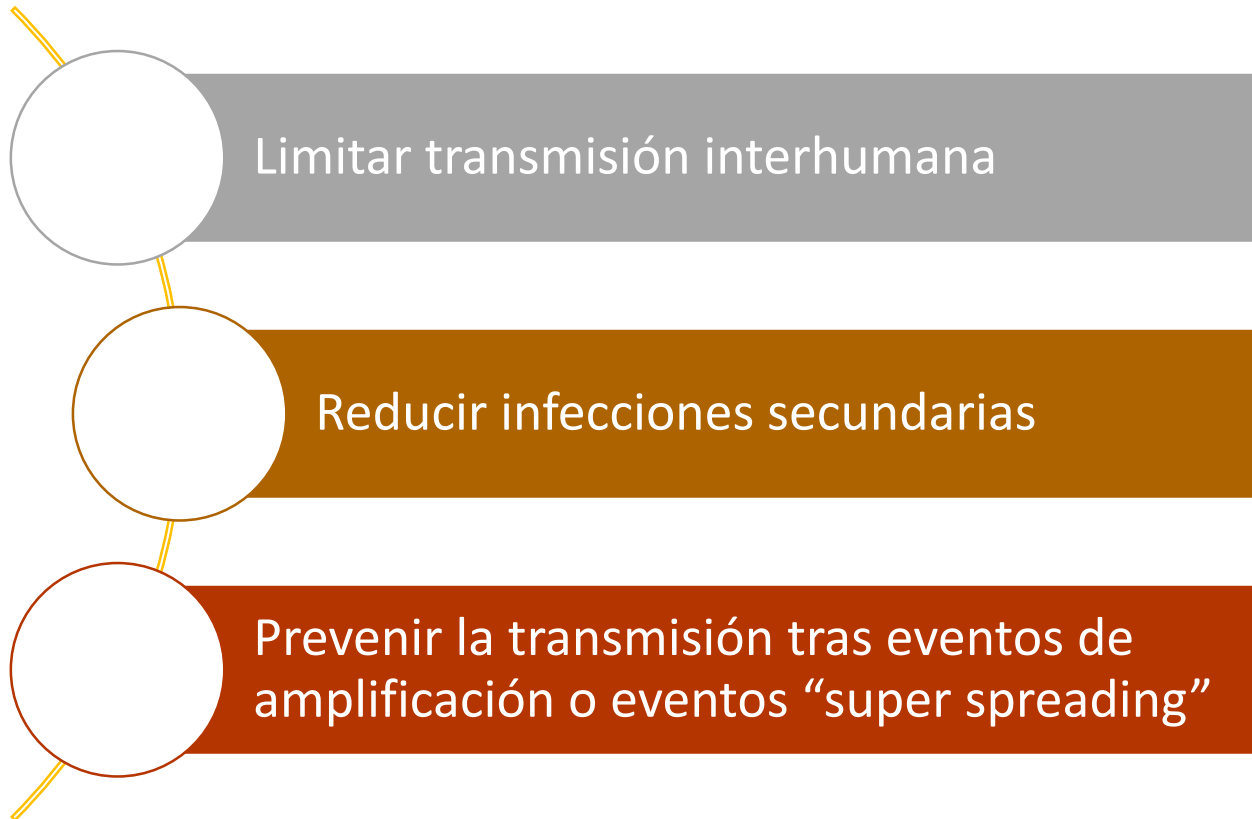 Limitar transmisión interhumana
Reducir infecciones secundarias
Prevenir la transmisión tras eventos de
amplificación o eventos “super spreading”